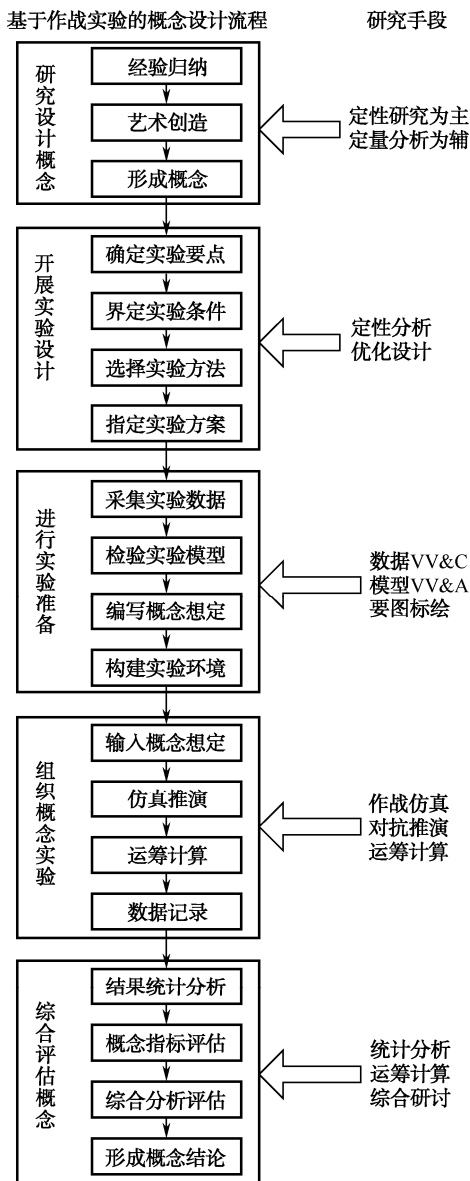 基于作战实验的概念设计流程
研究手段
研究设计概念
经验归纳
艺术创造
形成概念
定性研究为主
定量分析为辅
开展实验设计
确定实验要点
界定实验条件
选择实验方法
指定实验方案
定性分析
优化设计
进行实验准备
采集实验数据
检验实验模型
编写概念想定
构建实验环境
数据VV&C
模型VV&A
要图标绘
组织概念实验
输入概念想定
仿真推演
运筹计算
数据记录
作战仿真
对抗推演
运筹计算
综合评估概念
结果统计分析
概念指标评估
综合分析评估
形成概念结论
统计分析
运筹计算
综合研讨